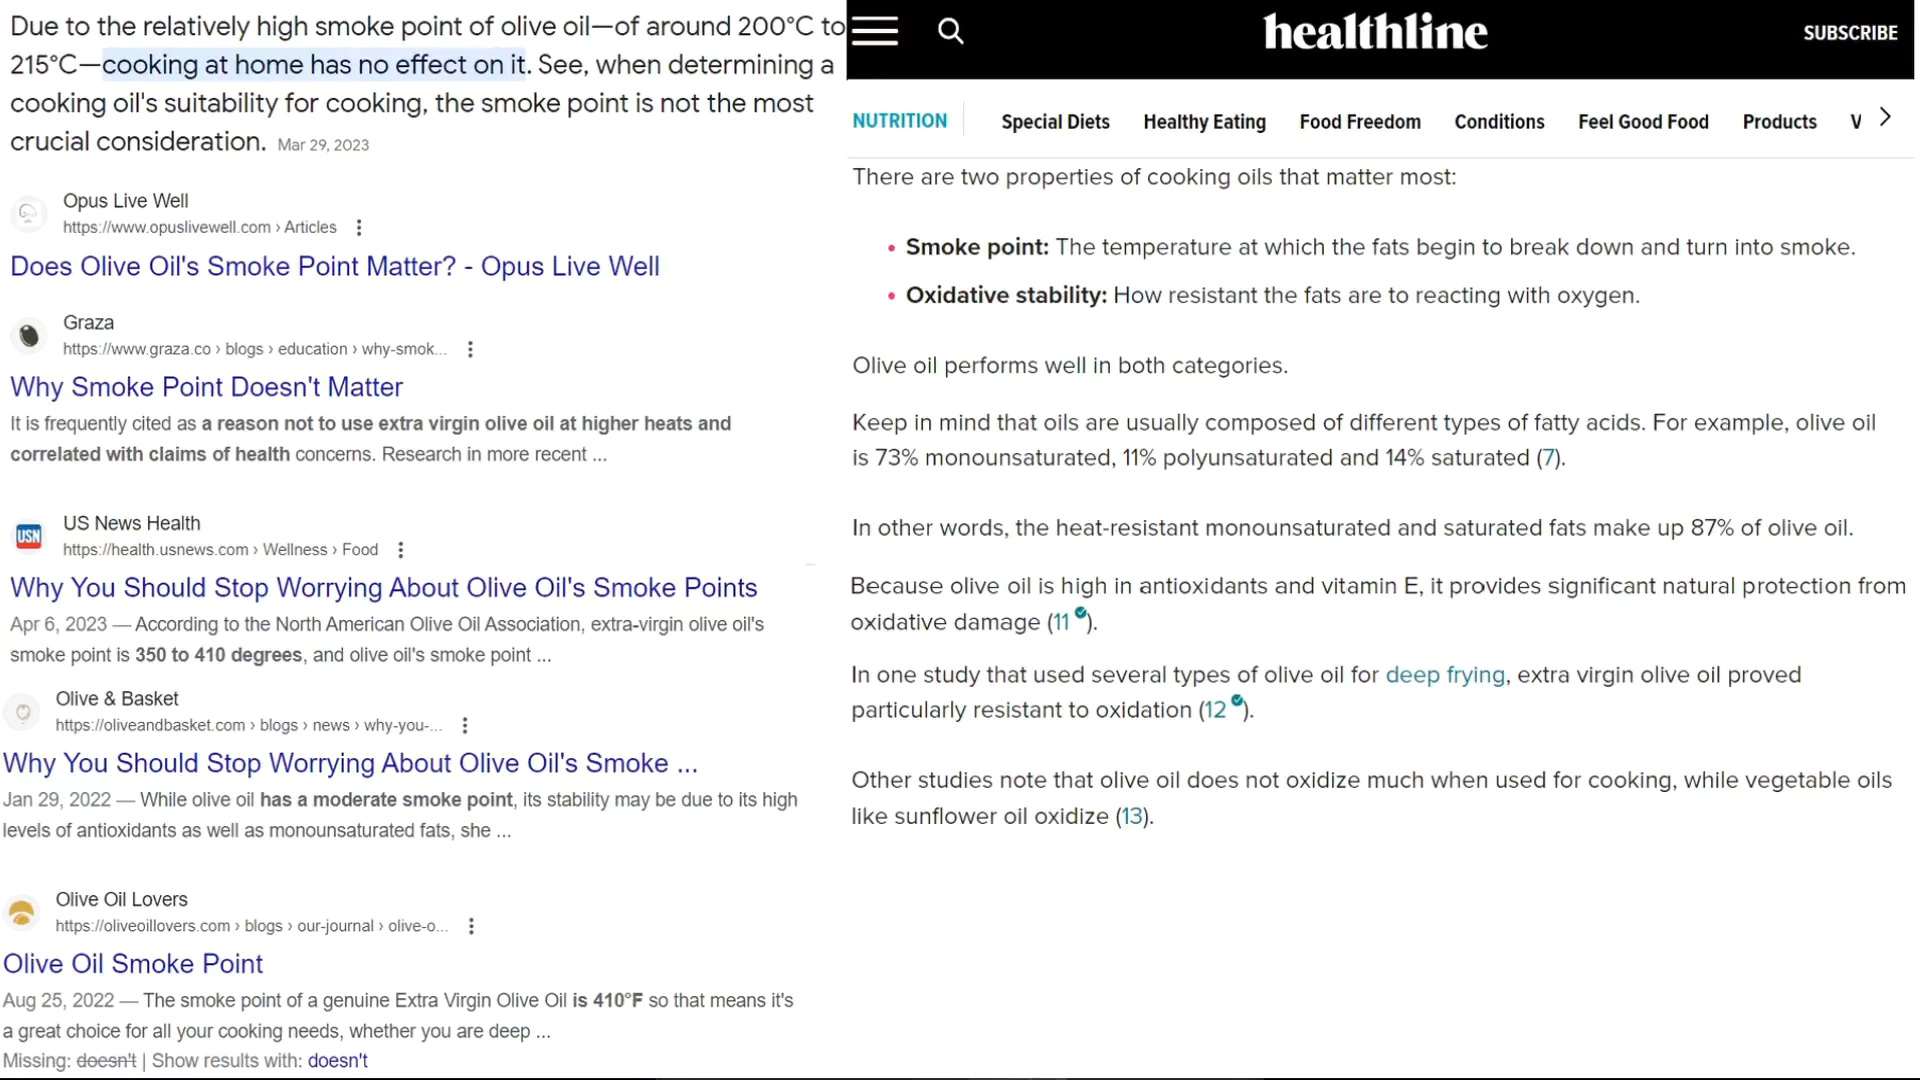 Due to the relatively high smoke point of olive oil—of around 200°C to
215°C—cooking at home has no effect on it. See, when determining a
cooking oil's suitability for cooking, the smoke point is not the most
crucial consideration. Mar 29, 2023
Opus Live Well
https://www.opuslivewell.com › Articles
Does Olive Oil's Smoke Point Matter? - Opus Live Well
Graza
https://www.graza.co › blogs › education › why-smok...
Why Smoke Point Doesn't Matter
It is frequently cited as a reason not to use extra virgin olive oil at higher heats and
correlated with claims of health concerns. Research in more recent ...
USN
US News Health
https://health.usnews.com › Wellness › Food
Why You Should Stop Worrying About Olive Oil's Smoke Points
Apr 6, 2023 — According to the North American Olive Oil Association, extra-virgin olive oil's
smoke point is 350 to 410 degrees, and olive oil's smoke point ...
Olive & Basket
https://oliveandbasket.com › blogs › news › why-you-...
Why You Should Stop Worrying About Olive Oil's Smoke ...
Jan 29, 2022 — While olive oil has a moderate smoke point, its stability may be due to its high
levels of antioxidants as well as monounsaturated fats, she ...
Olive Oil Lovers
https://oliveoillovers.com › blogs › our-journal › olive-o...
Olive Oil Smoke Point
Aug 25, 2022 — The smoke point of a genuine Extra Virgin Olive Oil is 410°F so that means it's
a great choice for all your cooking needs, whether you are deep ...
Missing: doesn't | Show results with: doesn't
healthline
SUBSCRIBE
NUTRITION Special Diets Healthy Eating Food Freedom Conditions Feel Good Food Products V
There are two properties of cooking oils that matter most:
• Smoke point: The temperature at which the fats begin to break down and turn into smoke.
• Oxidative stability: How resistant the fats are to reacting with oxygen.
Olive oil performs well in both categories.
Keep in mind that oils are usually composed of different types of fatty acids. For example, olive oil
is 73% monounsaturated, 11% polyunsaturated and 14% saturated (7).
In other words, the heat-resistant monounsaturated and saturated fats make up 87% of olive oil.
Because olive oil is high in antioxidants and vitamin E, it provides significant natural protection from
oxidative damage (11).
In one study that used several types of olive oil for deep frying, extra virgin olive oil proved
particularly resistant to oxidation (12).
Other studies note that olive oil does not oxidize much when used for cooking, while vegetable oils
like sunflower oil oxidize (13).